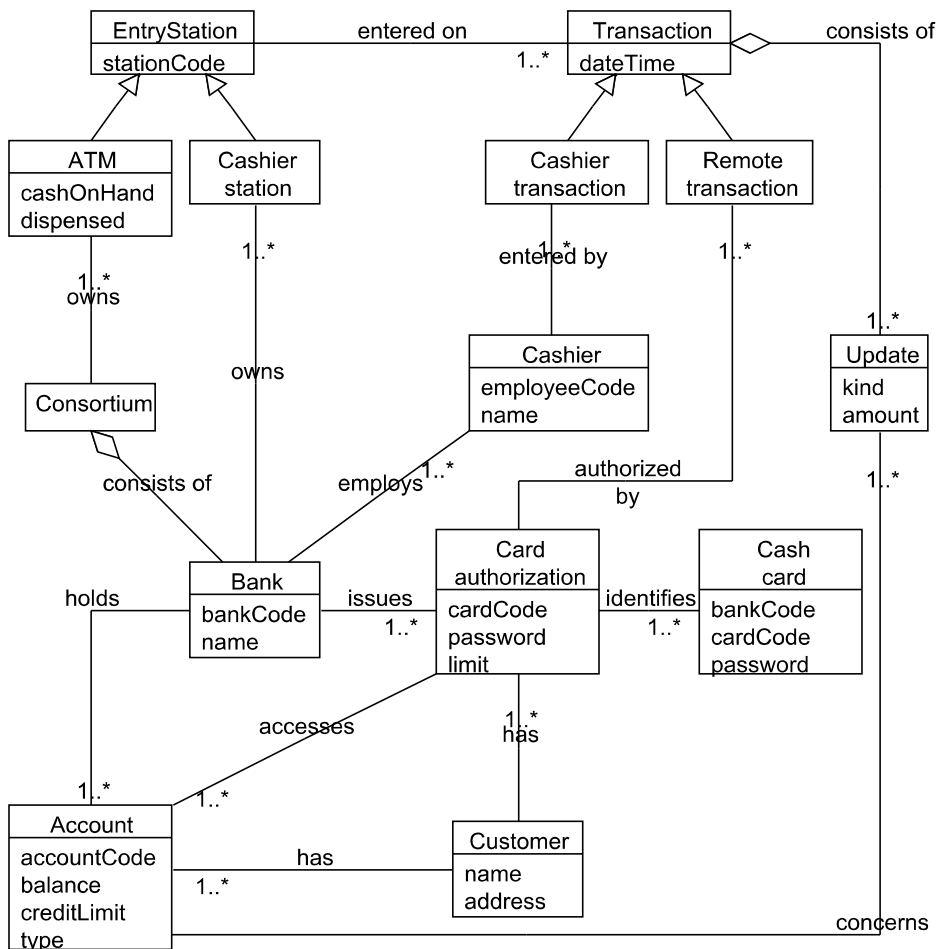 EntryStation
stationCode
entered on
1..*
Transaction
dateTime
consists of
ATM
cashOnHand
dispensed
Cashier
station
Cashier
transaction
Remote
transaction
1..*
owns
1..*
1..*
entered by
1..*
1..*
Update
kind
amount
Cashier
employeeCode
name
owns
Consortium
consists of
employs
1..*
authorized
by
1..*
Bank
bankCode
name
holds
issues
1..*
Card
authorization
cardCode
password
limit
identifies
1..*
Cash
card
bankCode
cardCode
password
accesses
1..*
has
1..*
1..*
Account
accountCode
balance
creditLimit
type
has
1..*
Customer
name
address
concerns